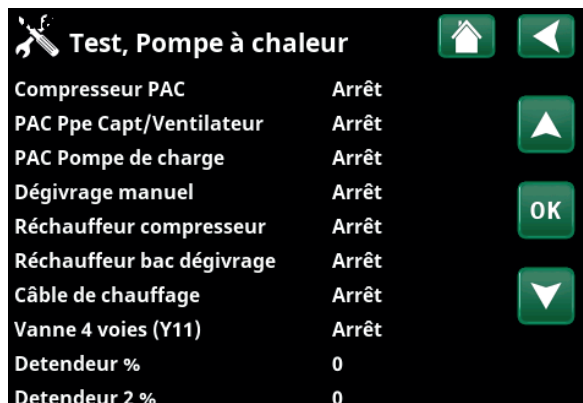 Test, Pompe à chaleur
Compresseur PAC Arrêt
PAC Ppe Capt/Ventilateur Arrêt
PAC Pompe de charge Arrêt
Dégivrage manuel Arrêt
Réchauffeur compresseur Arrêt
Réchauffeur bac dégivrage Arrêt
Câble de chauffage Arrêt
Vanne 4 voies (Y11) Arrêt
Detendeur % 0
Detendeur 2 % 0
OK